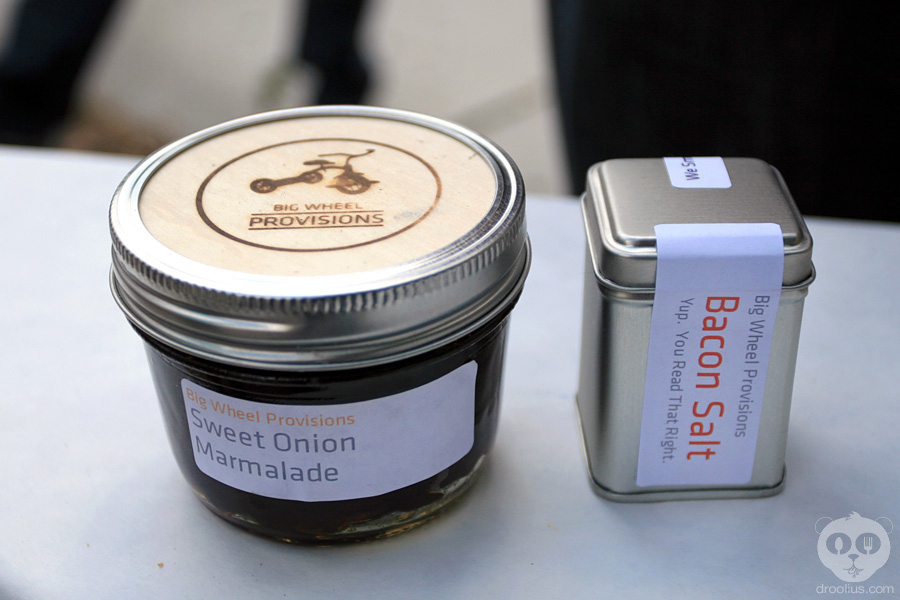 BIG WHEEL
PROVISIONS
Big Wheel Provisions
Sweet Onion
Marmalade
Big Wheel Provisions
Bacon Salt
Yup. You Read That Right.
We
droolius.com